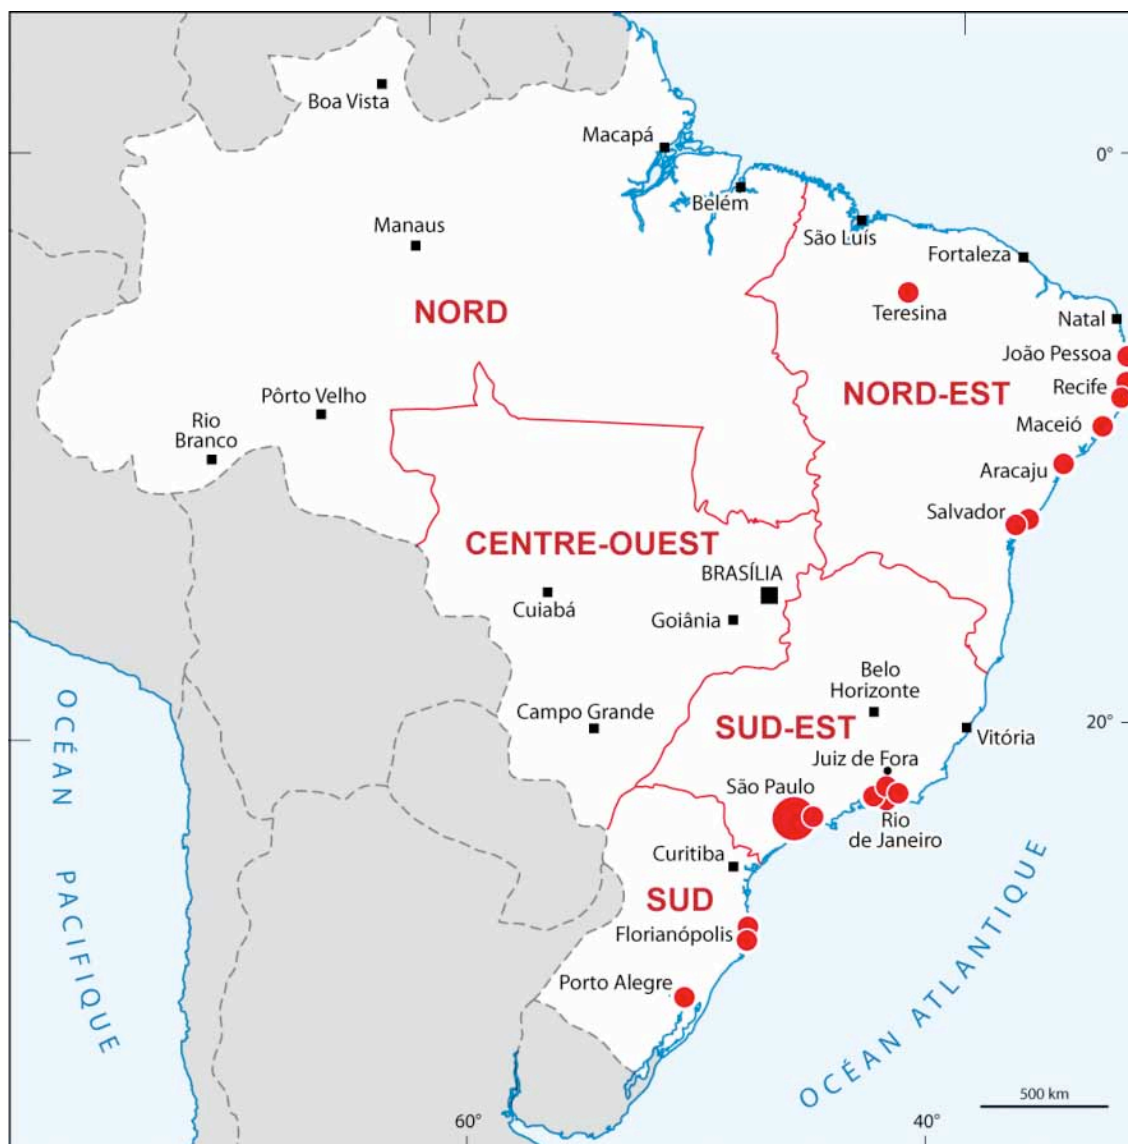 Boa Vista
Macapá
0°
Belém
Manaus
São Luís
Fortaleza
Teresina
NORD
Natal
João Pessoa
Recife
NORD-EST
Pôrto Velho
Maceió
Rio
Branco
Aracaju
Salvador
CENTRE-OUEST
BRASÍLIA
Cuiabá
Goiânia
Belo
Horizonte
Campo Grande
SUD-EST
20°
Vitória
Juiz de Fora
São Paulo
Rio
de Janeiro
Curitiba
SUD
Florianópolis
Porto Alegre
OCÉAN PACIFIQUE
OCÉAN ATLANTIQUE
500 km
60°
40°